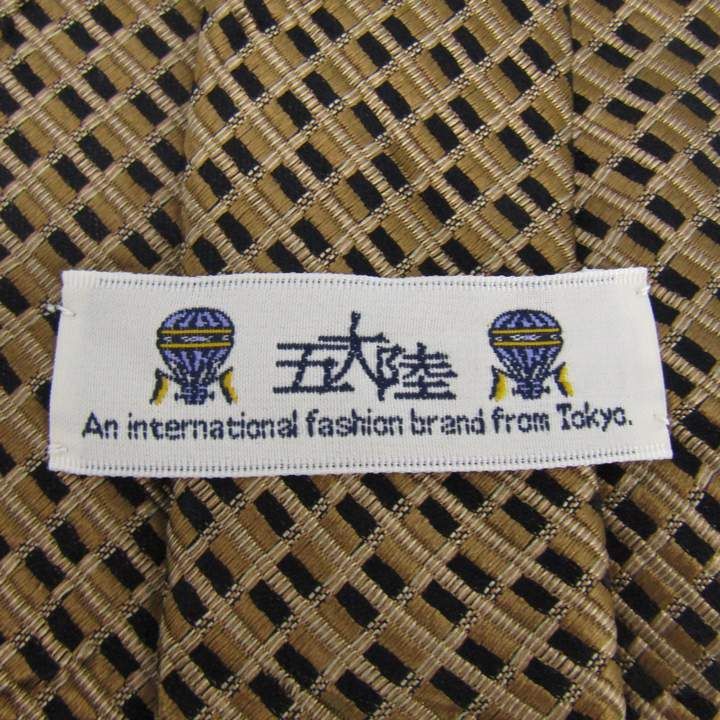 五大陸
An international fashion brand from Tokyo.